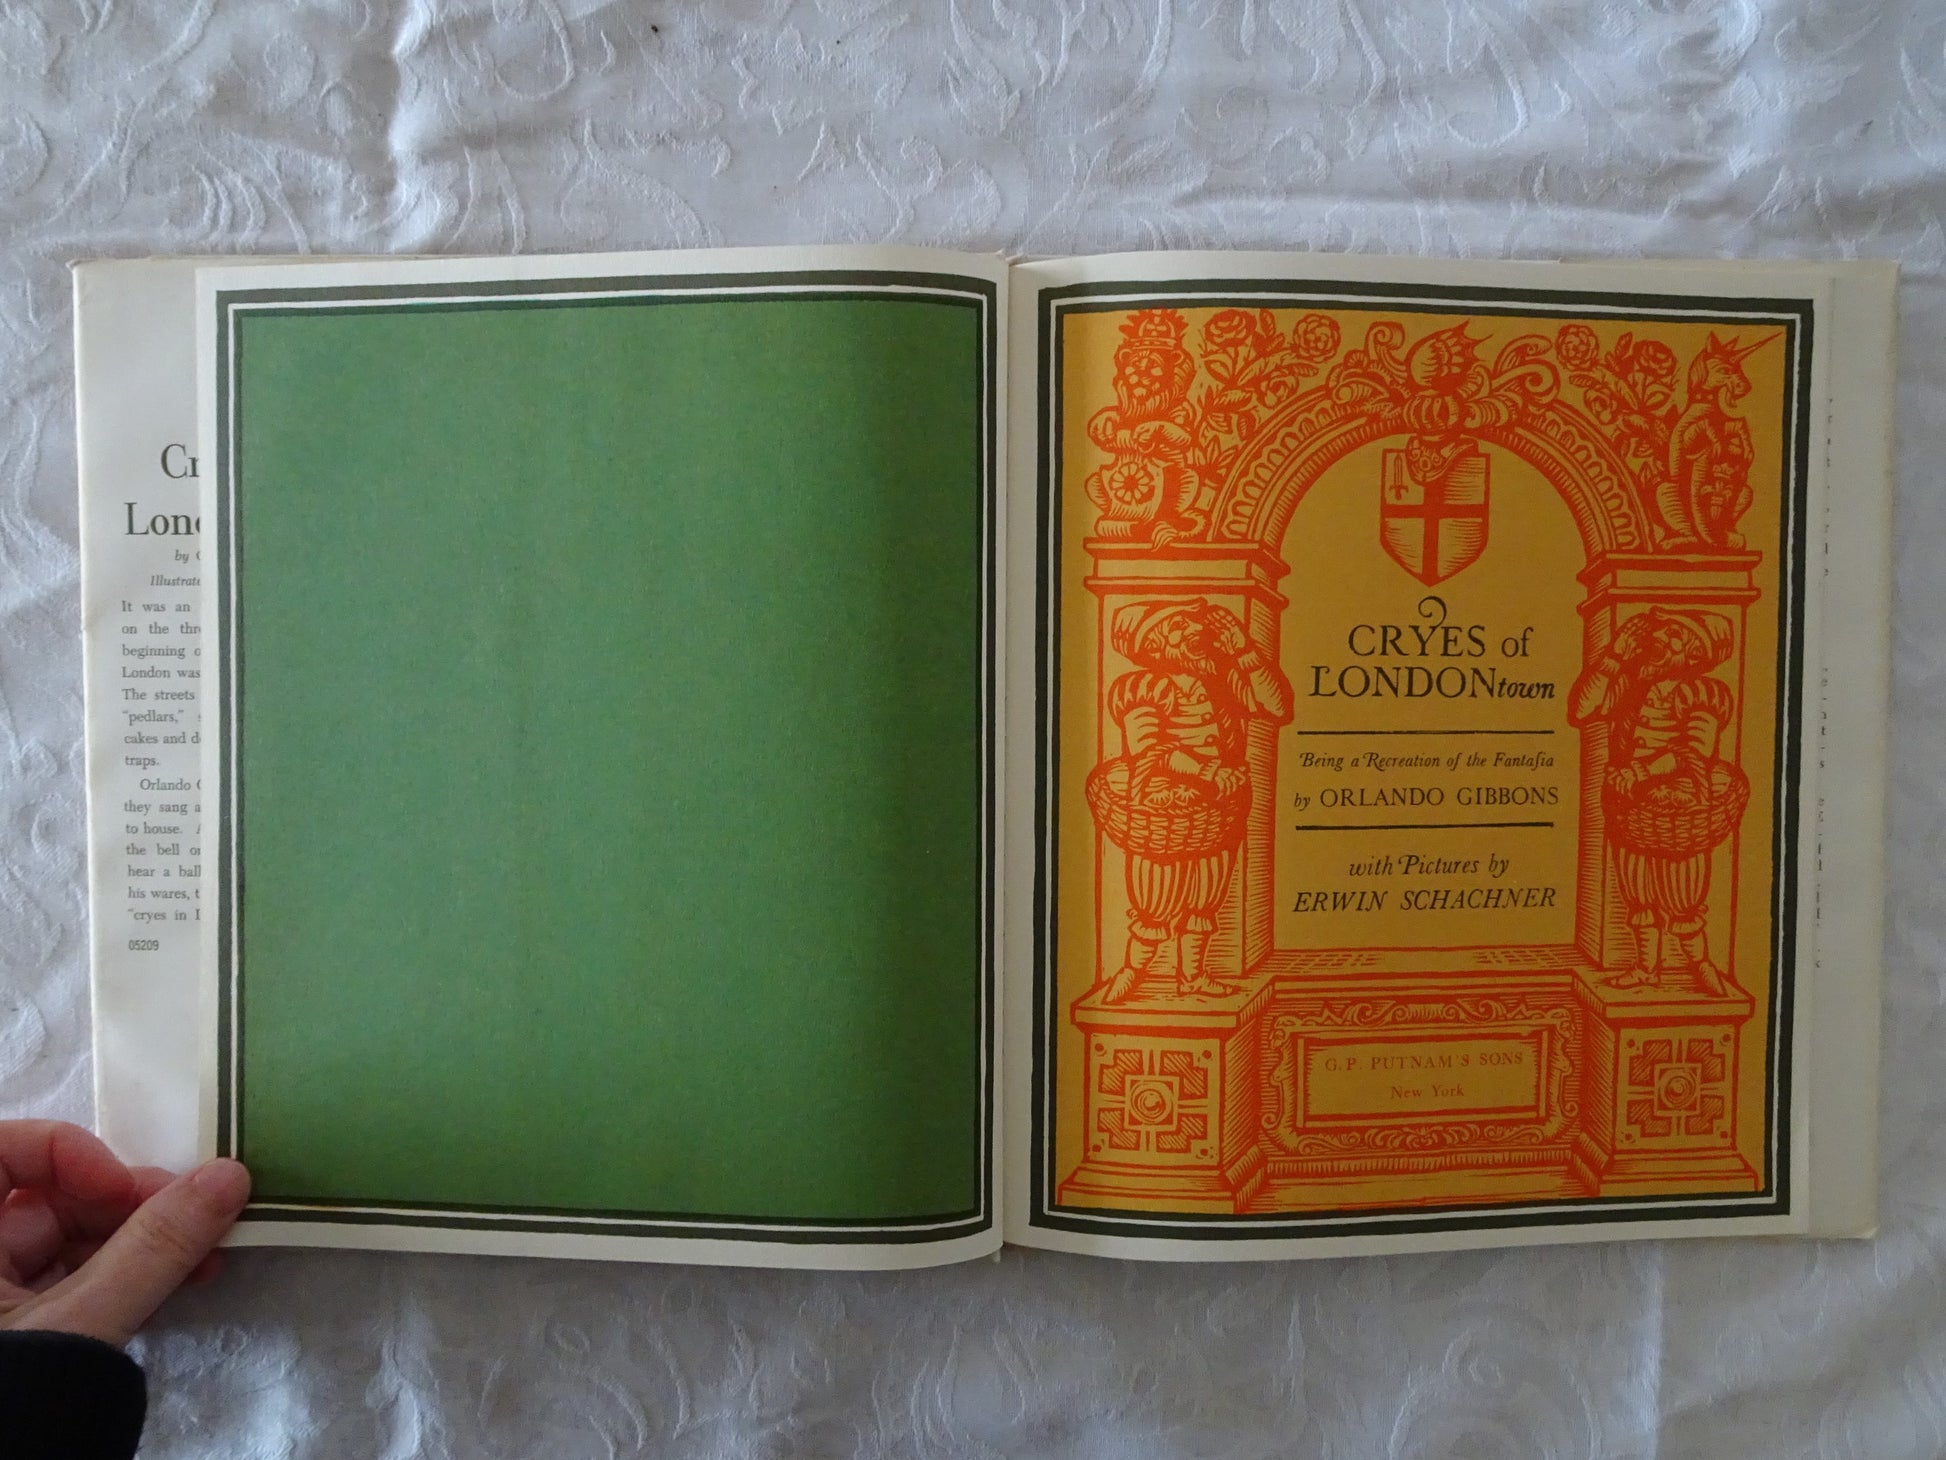 Cr
Lon
by
Illustrate
It was an
on the thr
beginning
London was
The streets
"pedlars,"
cakes and d
traps.
Orlando
they sang a
to house.
the bell or
hear a ball
his wares, t
"cryes in
05209
CRYES of
LONDONtown
Being a Recreation of the Fantaſia
by ORLANDO GIBBONS
with Pictures by
ERWIN SCHACHNER
G. P. PUTNAM'S SONS
New York